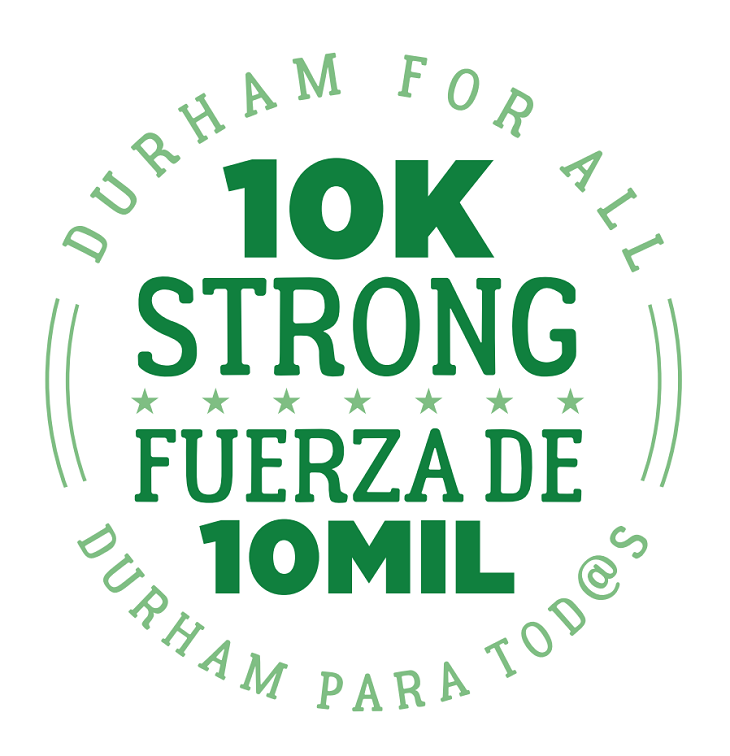 DURHAM FOR ALL
10K
STRONG
FUERZA DE
10MIL
DURHAM PARA TOD@S